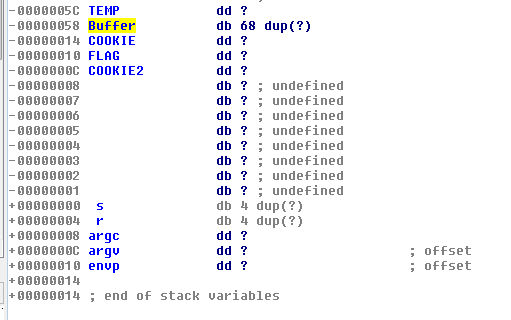 -0000005C TEMP dd ?
-00000058 Buffer db 68 dup(?)
-00000014 COOKIE dd ?
-00000010 FLAG dd ?
-0000000C COOKIE2 dd ?
-00000008 db ? ; undefined
-00000007 db ? ; undefined
-00000006 db ? ; undefined
-00000005 db ? ; undefined
-00000004 db ? ; undefined
-00000003 db ? ; undefined
-00000002 db ? ; undefined
-00000001 db ? ; undefined
+00000000 s db 4 dup(?)
+00000004 r db 4 dup(?)
+00000008 argc dd ?
+0000000C argv dd ? ; offset
+00000010 envp dd ? ; offset
+00000014
+00000014 ; end of stack variables